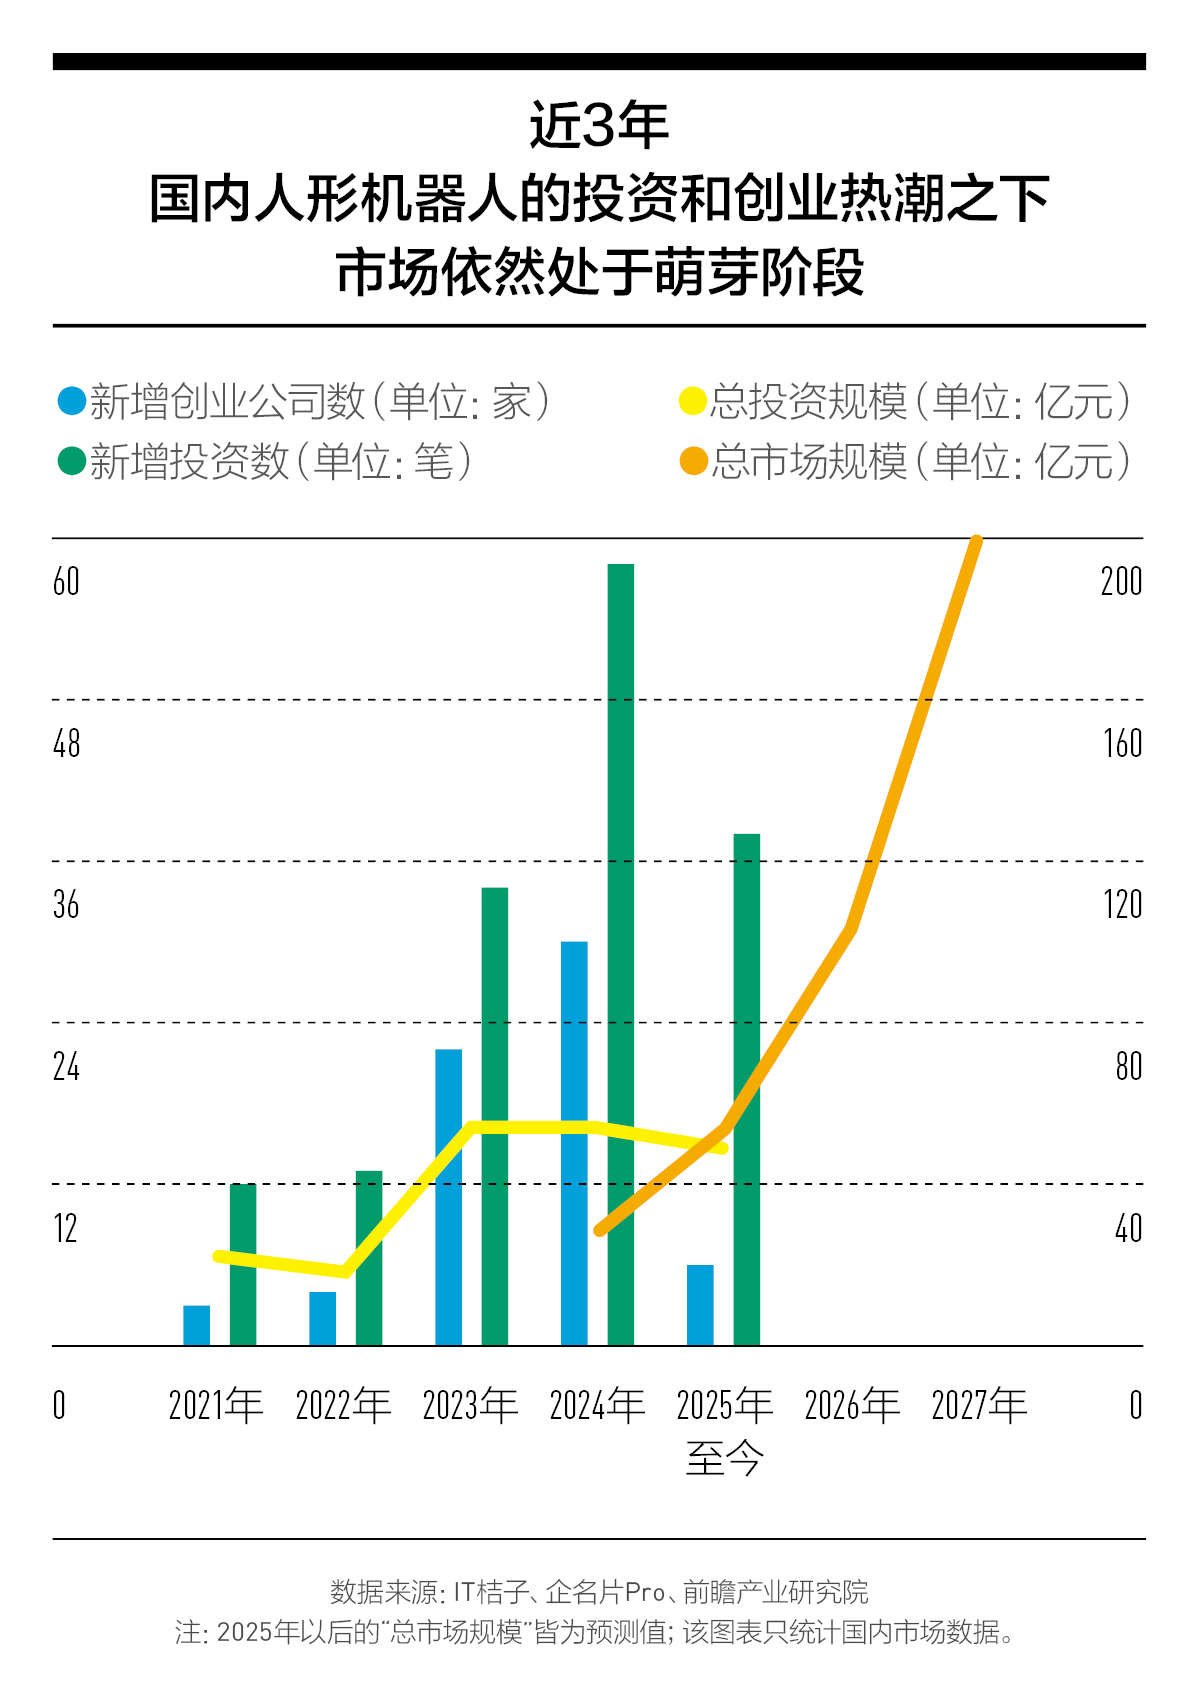 近3年
国内人形机器人的投资和创业热潮之下
市场依然处于萌芽阶段
新增创业公司数（单位：家）
总投资规模（单位：亿元）
新增投资数（单位：笔）
总市场规模（单位：亿元）
60
200
48
160
36
120
24
80
12
40
0
2021年
2022年
2023年
2024年
2025年
至今
2026年
2027年
0
数据来源：IT桔子、企名片Pro、前瞻产业研究院
注：2025年以后的“总市场规模”皆为预测值；该图表只统计国内市场数据。